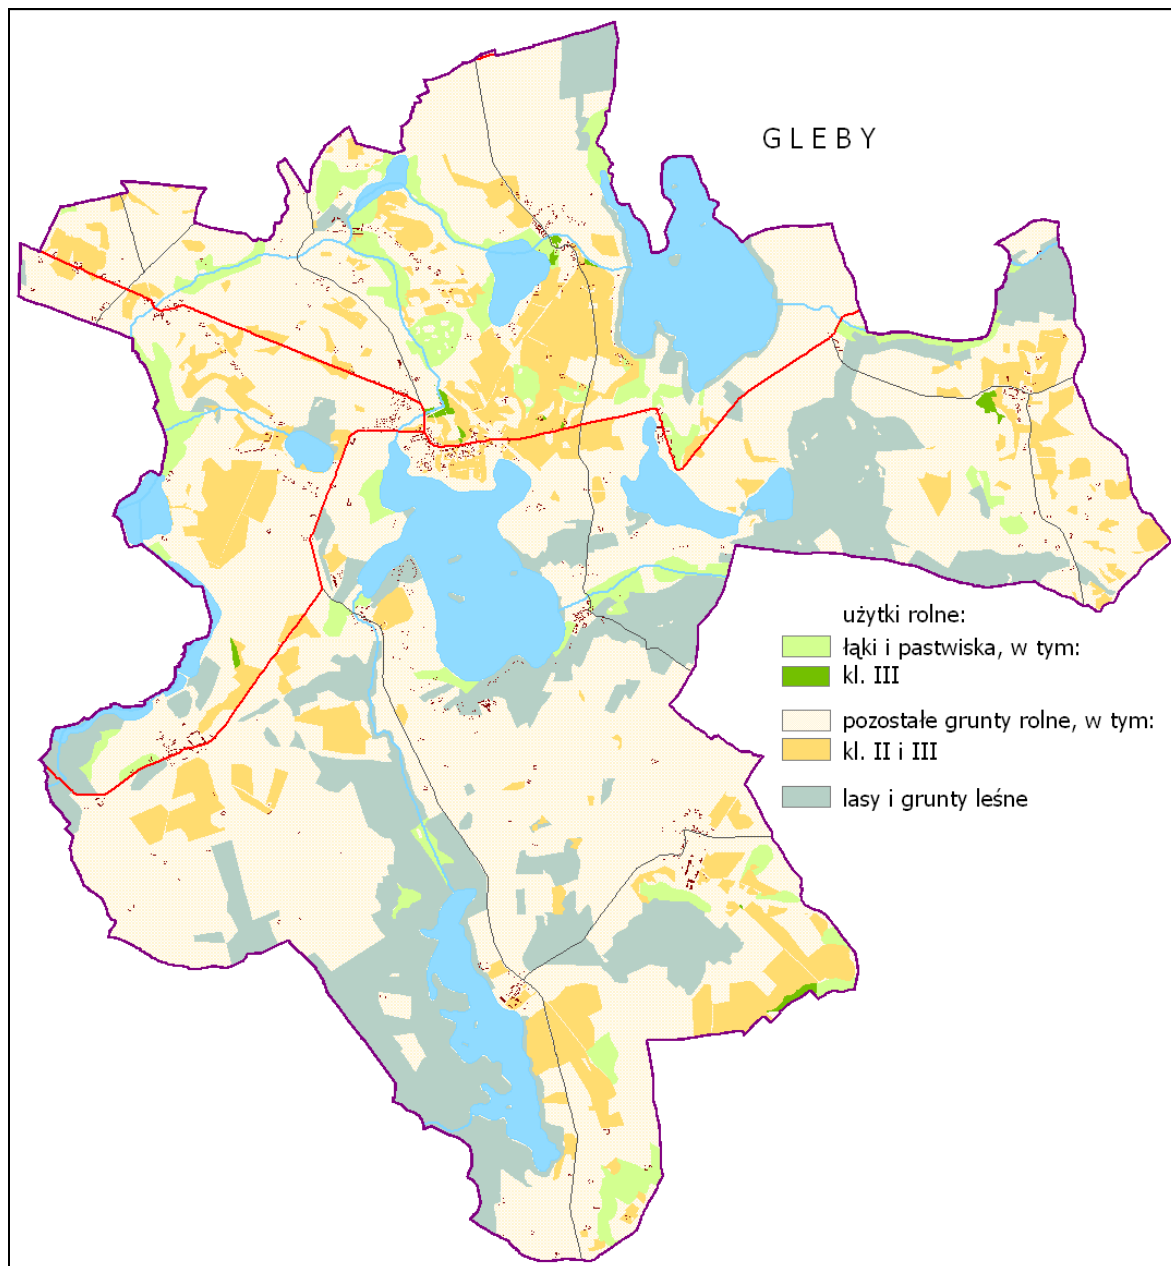 GLEBY
użytki rolne:
łąki i pastwiska, w tym:
kl. III
pozostałe grunty rolne, w tym:
kl. II i III
lasy i grunty leśne